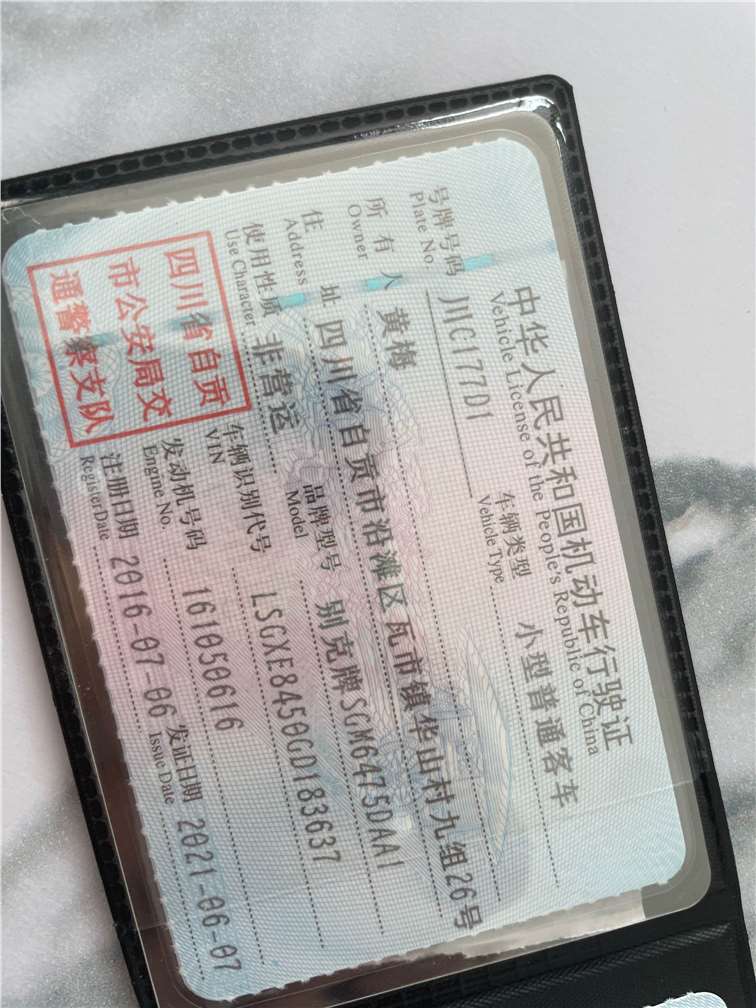 中华人民共和国机动车行驶证
Vehicle License of the People's Republic of China
号牌号码 川C177D1 车辆类型 小型普通客车
Plate No. Vehicle Type
所有人 黄梅
Owner
住址 四川省自贡市沿滩区瓦市镇华山村九组26号
Address
使用性质 非营运 品牌型号 别克牌SGM6475DAA1
Use Character Model
四川省自贡
市公安局交
通警察支队
车辆识别代号 LSGXE8450GD183637
VIN
发动机号码 161050616
Engine No.
注册日期 2016-07-06 发证日期 2021-06-07
Register Date Issue Date